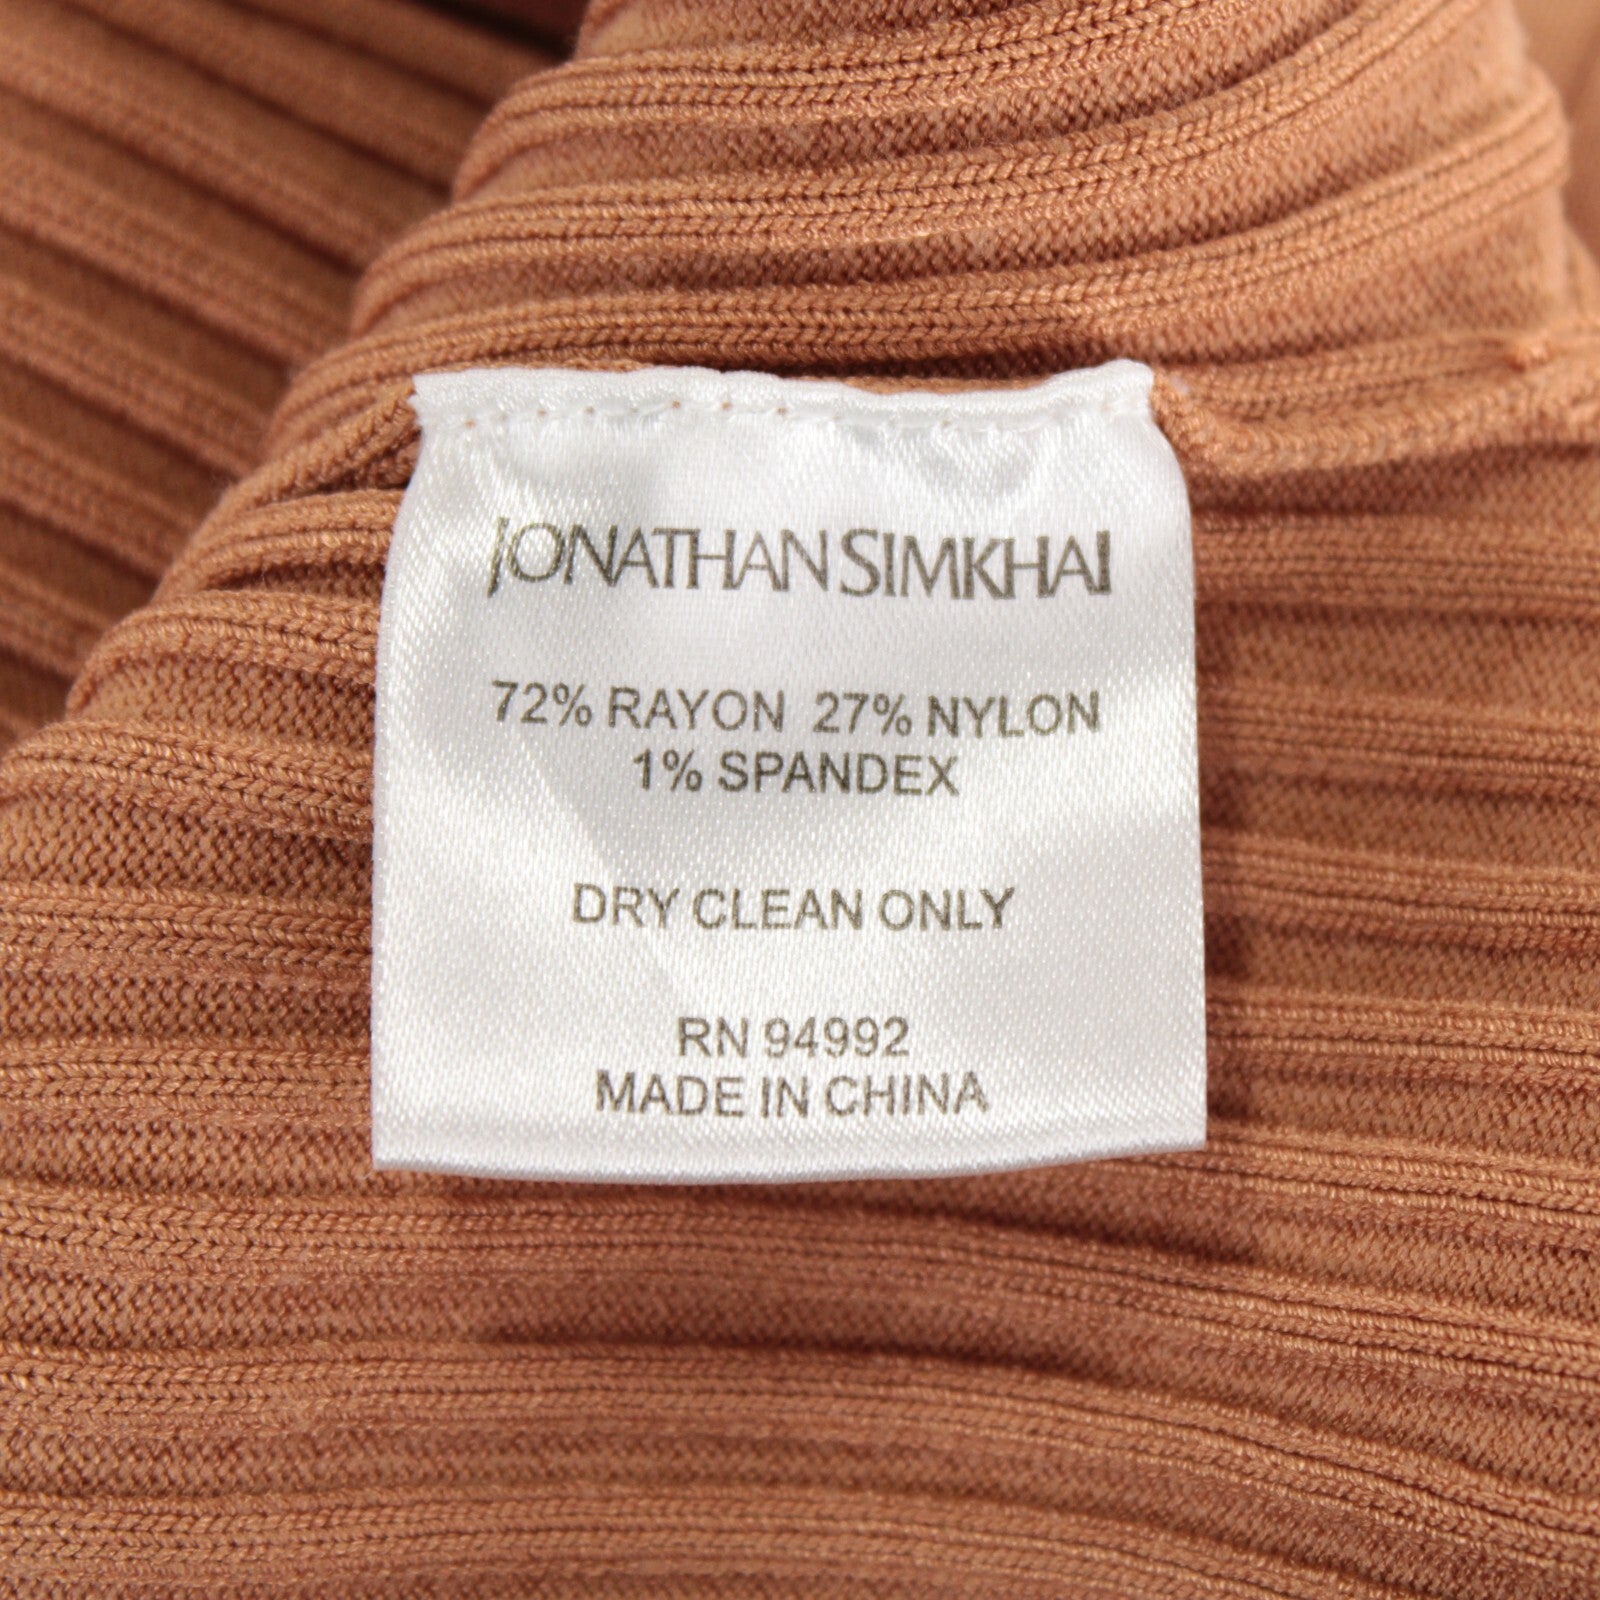 JONATHAN SIMKHAI
72% RAYON 27% NYLON
1% SPANDEX
DRY CLEAN ONLY
RN 94992
MADE IN CHINA